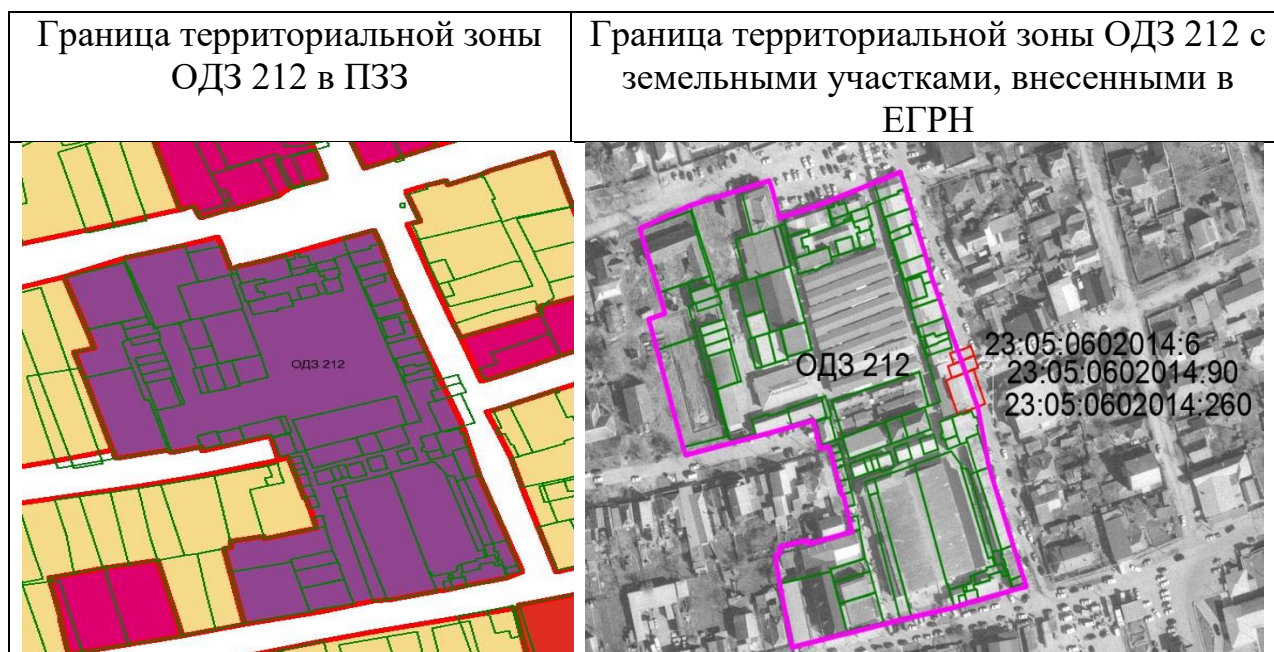 Граница территориальной зоны
ОДЗ 212 в ПЗЗ
Граница территориальной зоны ОДЗ 212 с
земельными участками, внесенными в
ЕГРН
ОДЗ 212
ОДЗ 212
23:05:0602014:6
23:05:0602014:90
23:05:0602014:260